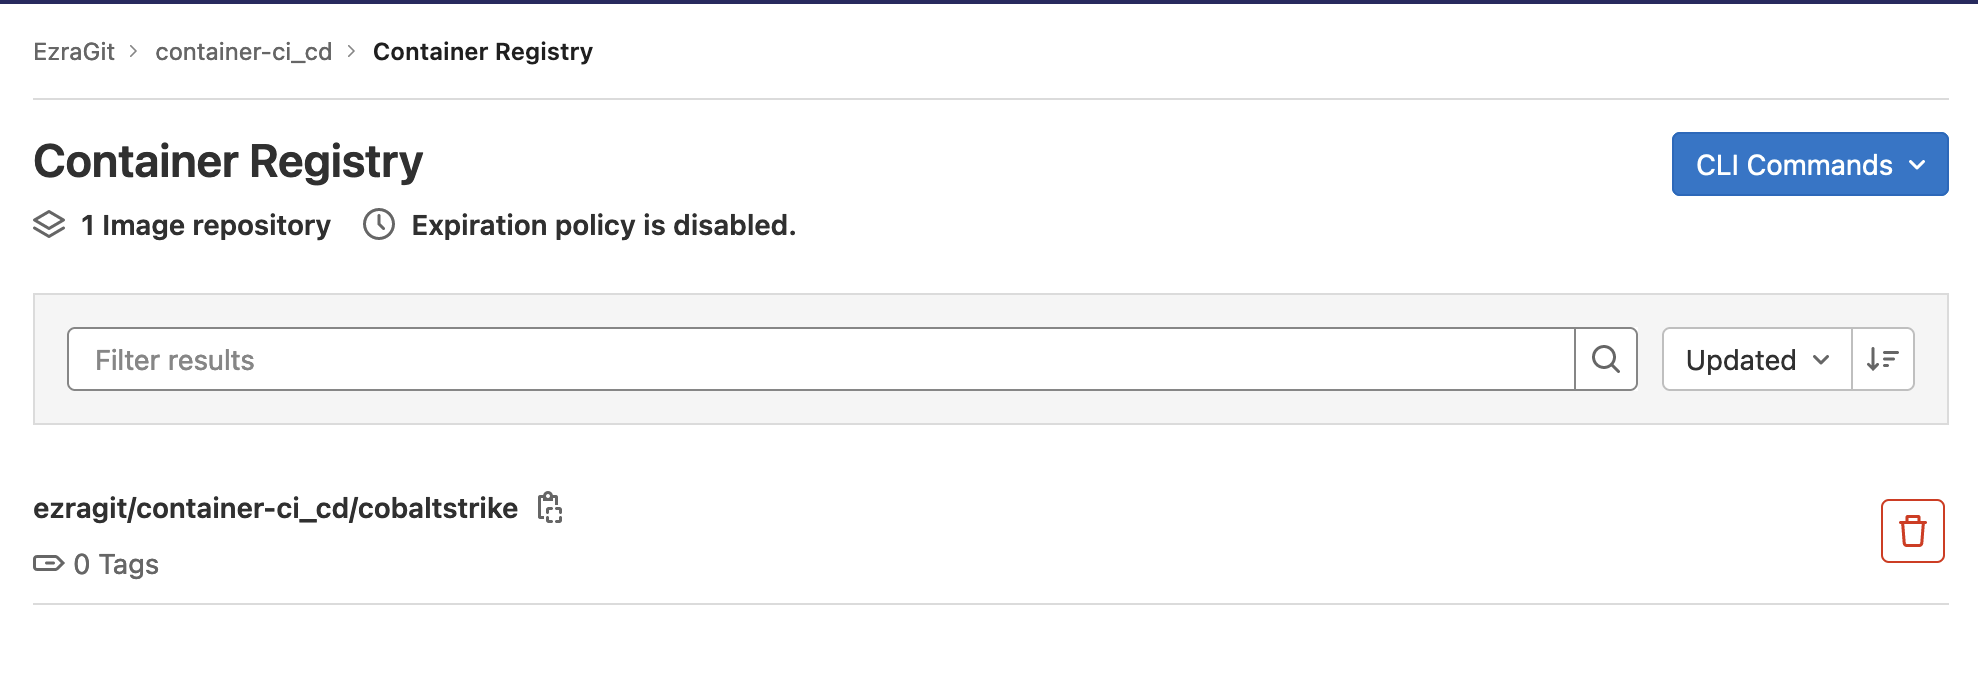 EzraGit > container-ci_cd > Container Registry
Container Registry
CLI Commands
1 Image repository Expiration policy is disabled.
Filter results
Updated
ezragit/container-ci_cd/cobaltstrike
0 Tags